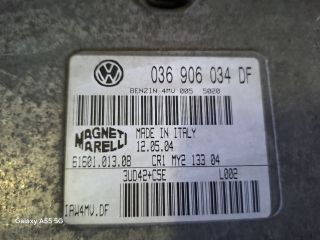 036 906 034 DF
BENZIN 4MV 005 5020
MAGNETI MARELLI
MADE IN ITALY
12.05.04
61601.013.08 CR1 MY2 133 04
3UD42+C5E L002
IAW4MV.DF
Galaxy A55 5G